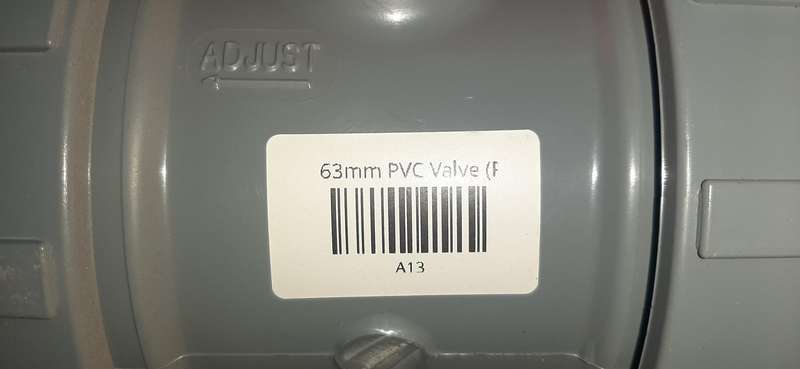 ADJUST
63mm PVC Valve (F
A13